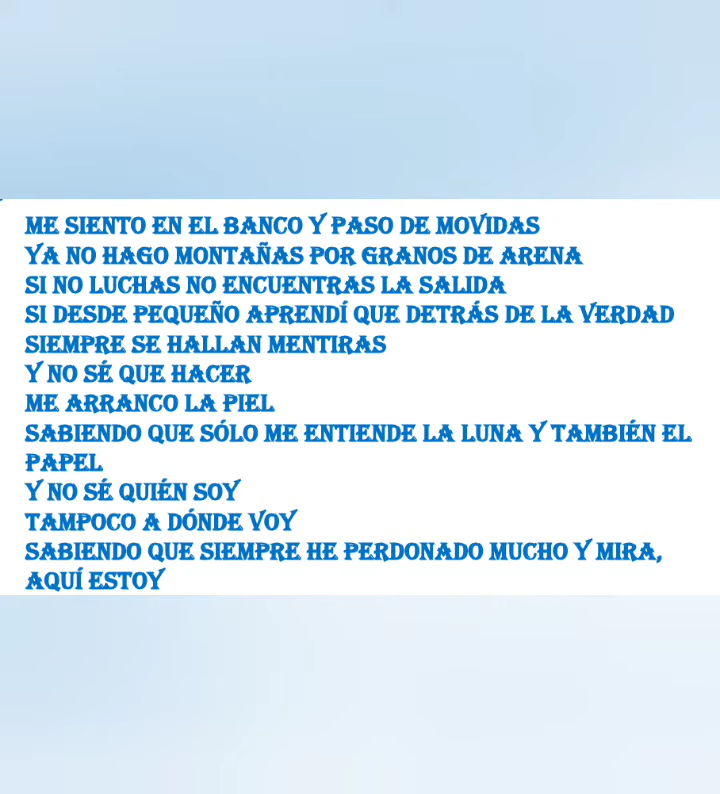 ME SIENTO EN EL BANCO Y PASO DE MOVIDAS
YA NO HAGO MONTAÑAS POR GRANOS DE ARENA
SI NO LUCHAS NO ENCUENTRAS LA SALIDA
SI DESDE PEQUEÑO APRENDÍ QUE DETRÁS DE LA VERDAD
SIEMPRE SE HALLAN MENTIRAS
Y NO SÉ QUE HACER
ME ARRANCO LA PIEL
SABIENDO QUE SÓLO ME ENTIENDE LA LUNA Y TAMBIÉN EL
PAPEL
Y NO SÉ QUIÉN SOY
TAMPOCO A DÓNDE VOY
SABIENDO QUE SIEMPRE HE PERDONADO MUCHO Y MIRA,
AQUÍ ESTOY